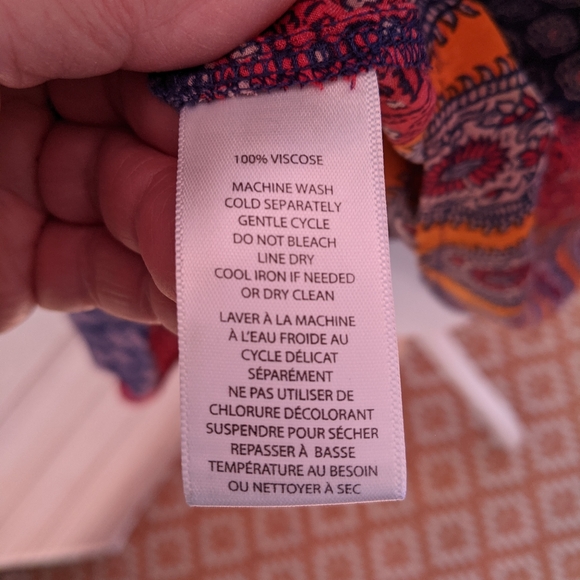 100% VISCOSE
MACHINE WASH
COLD SEPARATELY
GENTLE CYCLE
DO NOT BLEACH
LINE DRY
COOL IRON IF NEEDED
OR DRY CLEAN
LAVER À LA MACHINE
À L'EAU FROIDE AU
CYCLE DÉLICAT
SÉPARÉMENT
NE PAS UTILISER DE
CHLORURE DÉCOLORANT
SUSPENDRE POUR SÉCHER
REPASSER À BASSE
TEMPÉRATURE AU BESOIN
OU NETTOYER À SEC